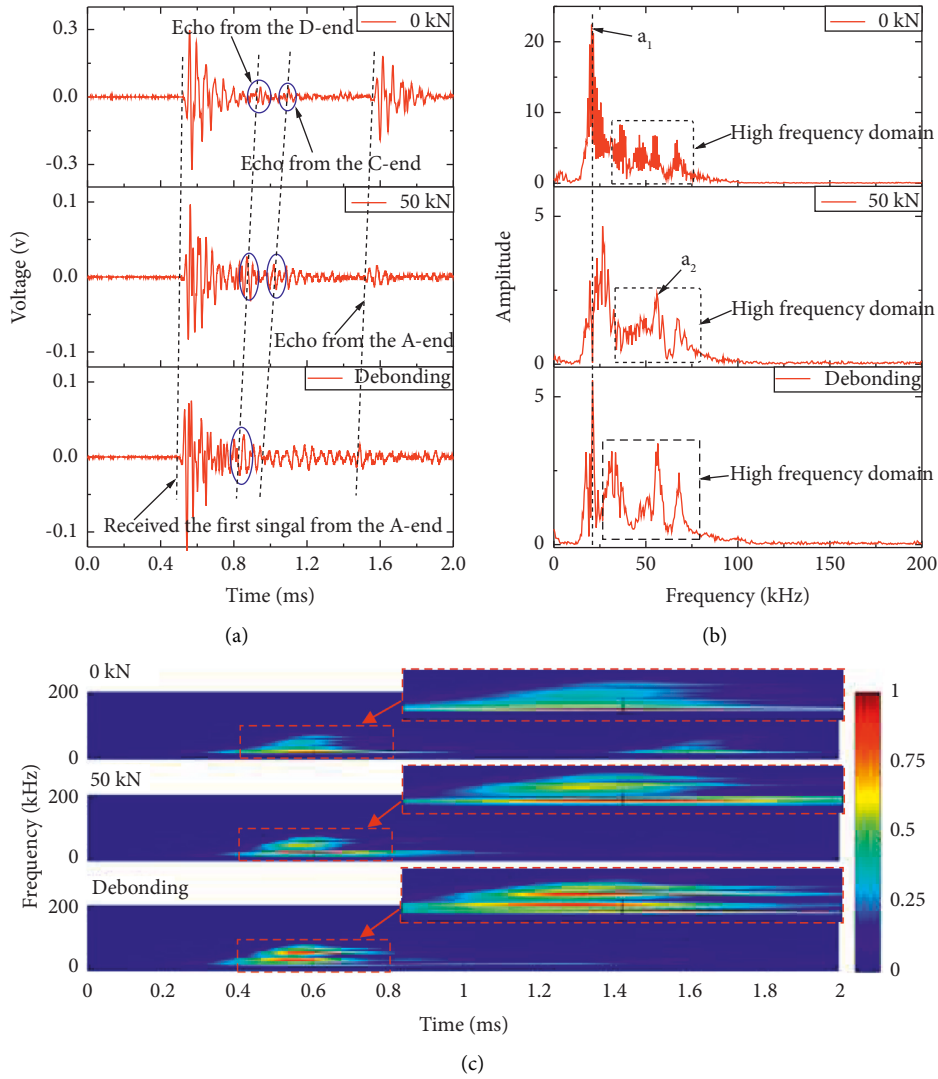 0.3
0 kN
Echo from the D-end
0.0
Echo from the C-end
-0.3
0.1
50 kN
0.0
Echo from the A-end
-0.1
0.1
Debonding
0.0
Received the first singal from the A-end
-0.1
0.0 0.4 0.8 1.2 1.6 2.0
Voltage (v)
Time (ms)
(a)
0 kN
20
a1
High frequency domain
10
0
50 kN
5
a2
High frequency domain
0
Debonding
5
High frequency domain
0
0 50 100 150 200
Amplitude
Frequency (kHz)
(b)
0 kN
200
0
50 kN
200
0
Debonding
200
0
Frequency (kHz)
0 0.2 0.4 0.6 0.8 1 1.2 1.4 1.6 1.8 2
Time (ms)
1
0.75
0.5
0.25
0
(c)